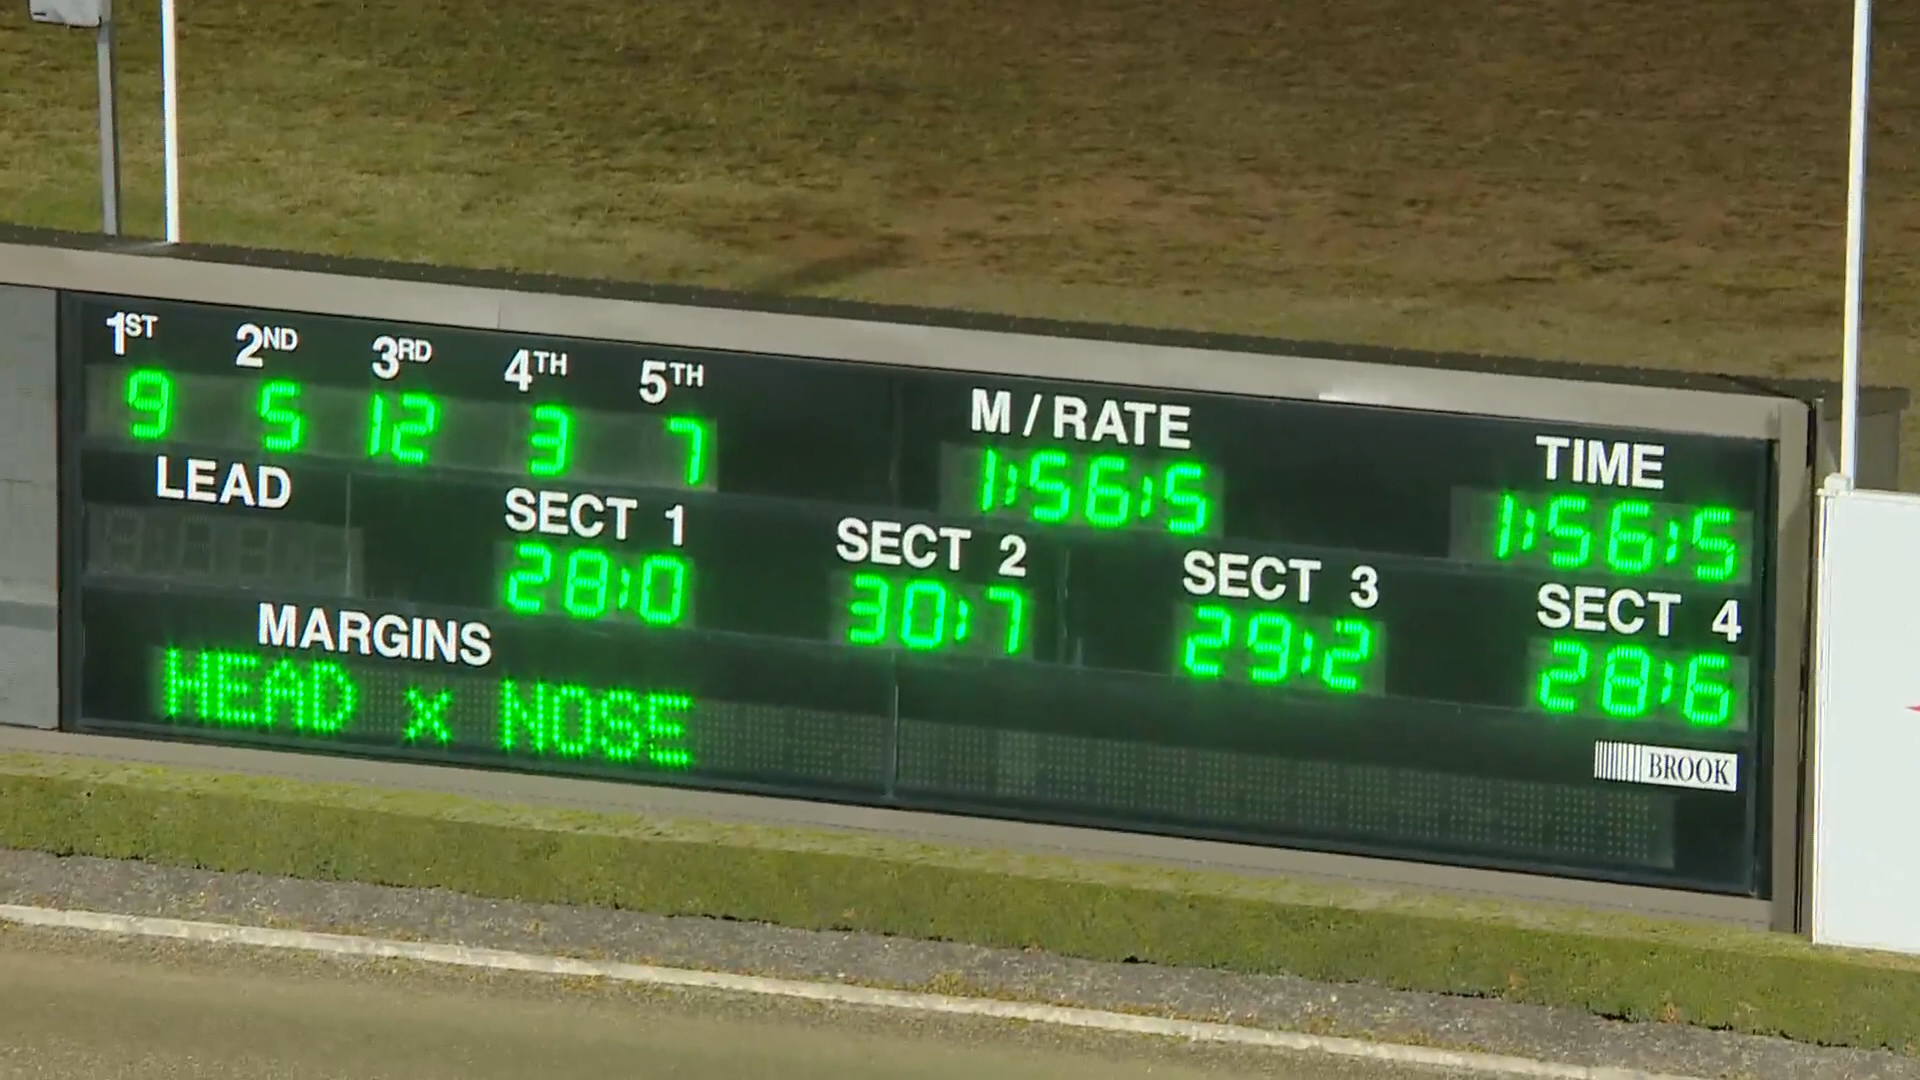 1ST 2ND 3RD 4TH 5TH
9 5 12 3 7
M/RATE TIME
1:56:5 1:56:5
LEAD SECT 1 SECT 2 SECT 3 SECT 4
28:0 30:7 29:2 28:6
MARGINS
HEAD x NOSE
BROOK